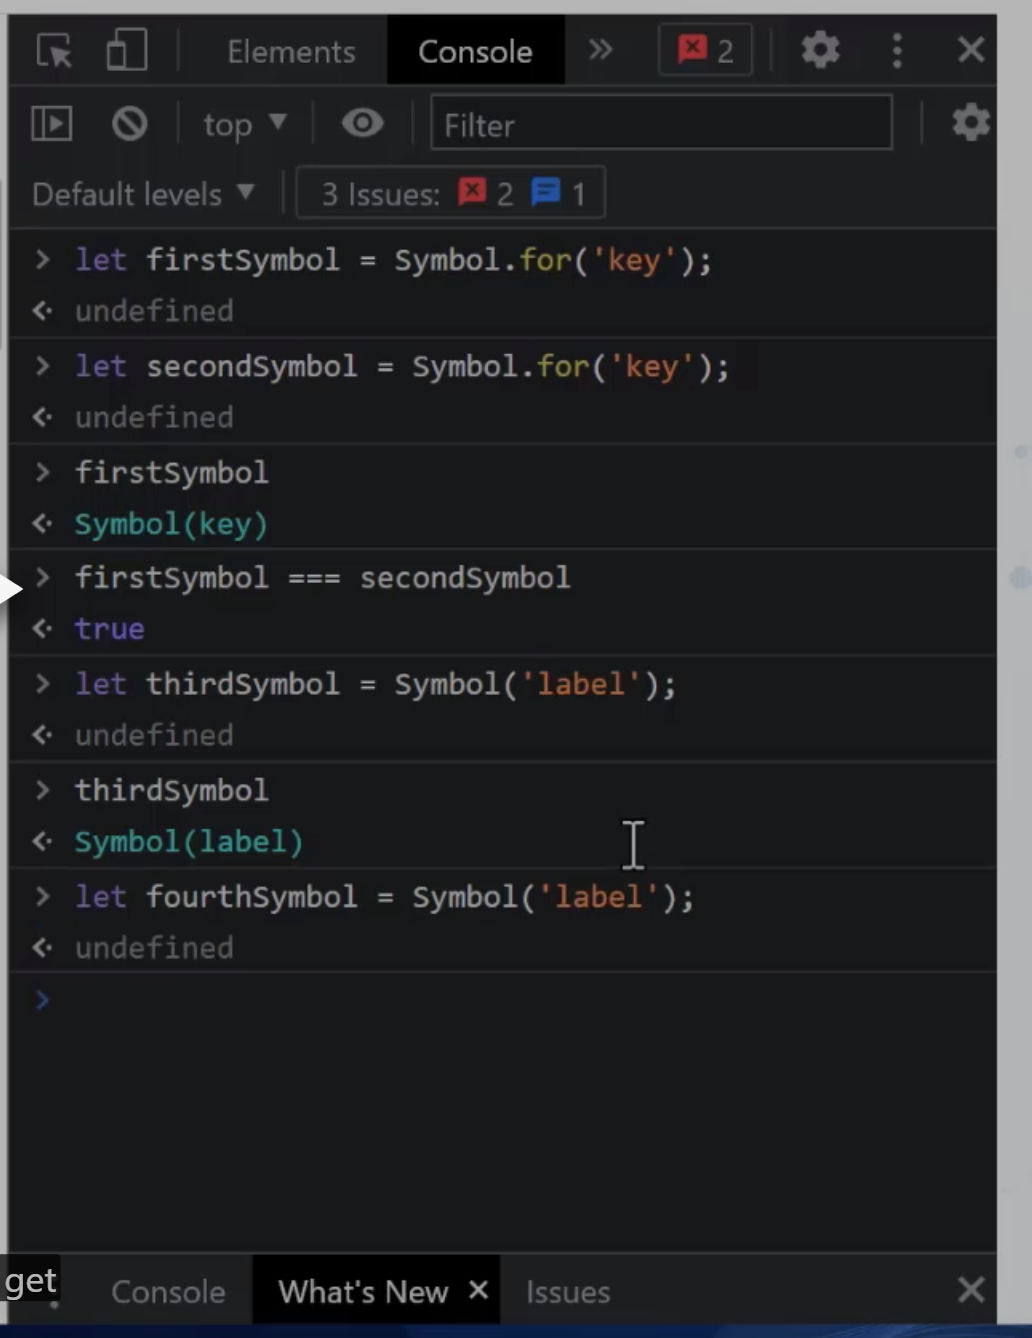 Elements Console » 2
top ▼ Filter
Default levels ▼ 3 Issues: 2 1
> let firstSymbol = Symbol.for('key');
<· undefined
> let secondSymbol = Symbol.for('key');
<· undefined
> firstSymbol
<· Symbol(key)
> firstSymbol === secondSymbol
<· true
> let thirdSymbol = Symbol('label');
<· undefined
> thirdSymbol
<· Symbol(label)
> let fourthSymbol = Symbol('label');
<· undefined
>
get
Console What's New × Issues